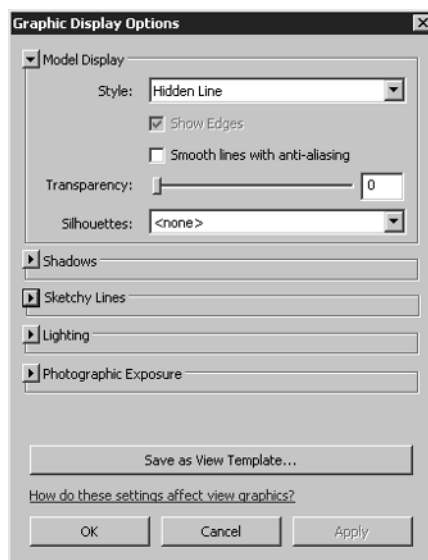 Graphic Display Options
Model Display
Style: Hidden Line
Show Edges
Smooth lines with anti-aliasing
Transparency: 0
Silhouettes: <none>
Shadows
Sketchy Lines
Lighting
Photographic Exposure
Save as View Template...
How do these settings affect view graphics?
OK Cancel Apply